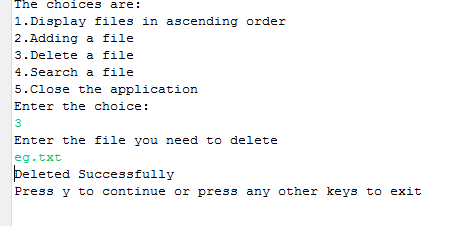 The choices are:
1.Display files in ascending order
2.Adding a file
3.Delete a file
4.Search a file
5.Close the application
Enter the choice:
3
Enter the file you need to delete
eg.txt
Deleted Successfully
Press y to continue or press any other keys to exit